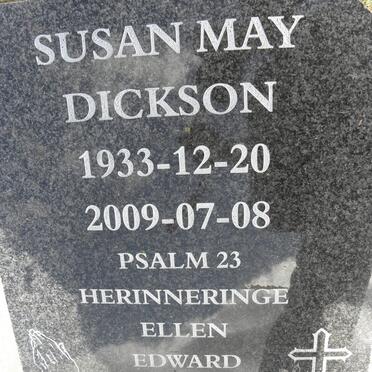 SUSAN MAY
DICKSON
1933-12-20
2009-07-08
PSALM 23
HERINNERINGE
ELLEN
EDWARD